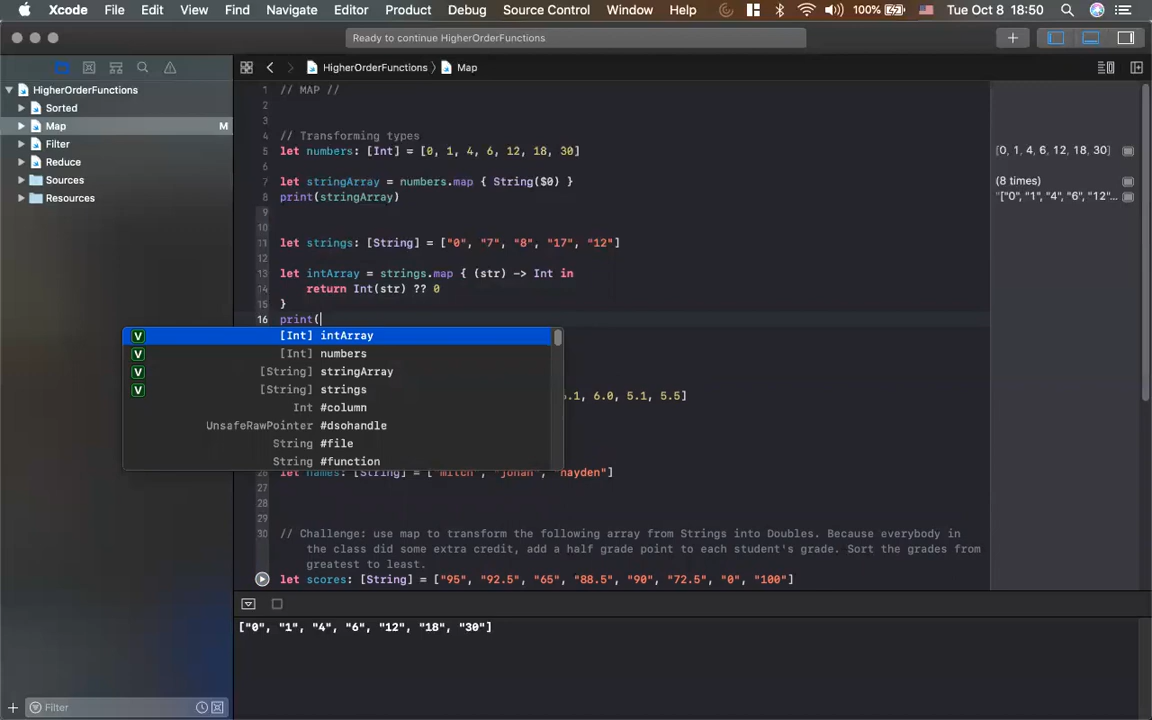 Xcode File Edit View Find Navigate Editor Product Debug Source Control Window Help 100% Tue Oct 8 18:50
Ready to continue HigherOrderFunctions
HigherOrderFunctions Map
HigherOrderFunctions
Sorted
Map M
Filter
Reduce
Sources
Resources
1 // MAP //
2
3
4 // Transforming types
5 let numbers: [Int] = [0, 1, 4, 6, 12, 18, 30]
[0, 1, 4, 6, 12, 18, 30]
6
7 let stringArray = numbers.map { String($0) }
(8 times)
8 print(stringArray)
"["0", "1", "4", "6", "12"...
9
10
11 let strings: [String] = ["0", "7", "8", "17", "12"]
12
13 let intArray = strings.map { (str) -> Int in
14 return Int(str) ?? 0
15 }
16 print(
V [Int] intArray
V [Int] numbers
V [String] stringArray
V [String] strings
Int #column
UnsafeRawPointer #dsohandle
String #file
String #function
6.0, 5.1, 5.5]
let names: [String] = ["mitch", "johan", "hayden"]
27
28
29
30 // Challenge: use map to transform the following array from Strings into Doubles. Because everybody in
the class did some extra credit, add a half grade point to each student's grade. Sort the grades from
greatest to least.
let scores: [String] = ["95", "92.5", "65", "88.5", "90", "72.5", "0", "100"]
["0", "1", "4", "6", "12", "18", "30"]
Filter